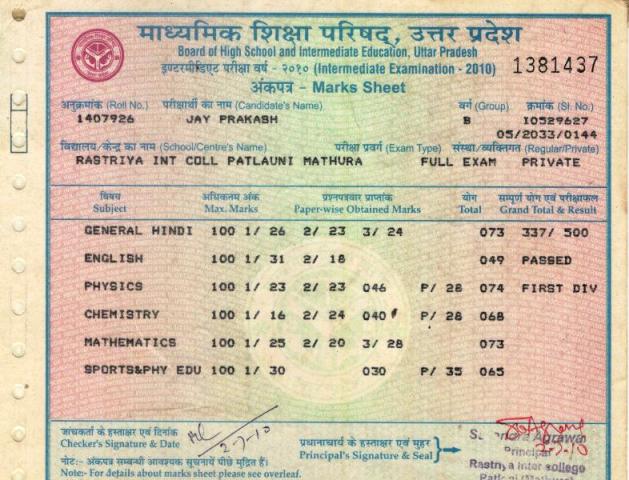 माध्यमिक शिक्षा परिषद्, उत्तर प्रदेश
Board of High School and Intermediate Education, Uttar Pradesh
इण्टरमीडिएट परीक्षा वर्ष - २०१० (Intermediate Examination - 2010) 1381437
अंकपत्र - Marks Sheet
अनुक्रमांक (Roll No.) परीक्षार्थी का नाम (Candidate's Name) वर्ग (Group) क्रमांक (Sl. No.)
1407926 JAY PRAKASH B I0529627
05/2033/0144
विद्यालय/केन्द्र का नाम (School/Centre's Name) परीक्षा प्रवर्ग (Exam Type) संस्था/व्यक्तिगत (Regular/Private)
RASTRIYA INT COLL PATLAUNI MATHURA FULL EXAM PRIVATE
विषय अधिकतम अंक प्रश्नपत्रवार प्राप्तांक योग सम्पूर्ण योग एवं परीक्षाफल
Subject Max. Marks Paper-wise Obtained Marks Total Grand Total & Result
GENERAL HINDI 100 1/ 26 2/ 23 3/ 24 073 337/ 500
ENGLISH 100 1/ 31 2/ 18 049 PASSED
PHYSICS 100 1/ 23 2/ 23 046 P/ 28 074 FIRST DIV
CHEMISTRY 100 1/ 16 2/ 24 040 P/ 28 068
MATHEMATICS 100 1/ 25 2/ 20 3/ 28 073
SPORTS&PHY EDU 100 1/ 30 030 P/ 35 065
जांचकर्ता के हस्ताक्षर एवं दिनांक
Checker's Signature & Date
2-7-10
प्रधानाचार्य के हस्ताक्षर एवं मुहर
Principal's Signature & Seal
Agrawal
Principal
Rastriya Inter College
नोट:- अंकपत्र सम्बन्धी आवश्यक सूचनायें पीछे मुद्रित हैं।
Note:- For details about marks sheet please see overleaf.